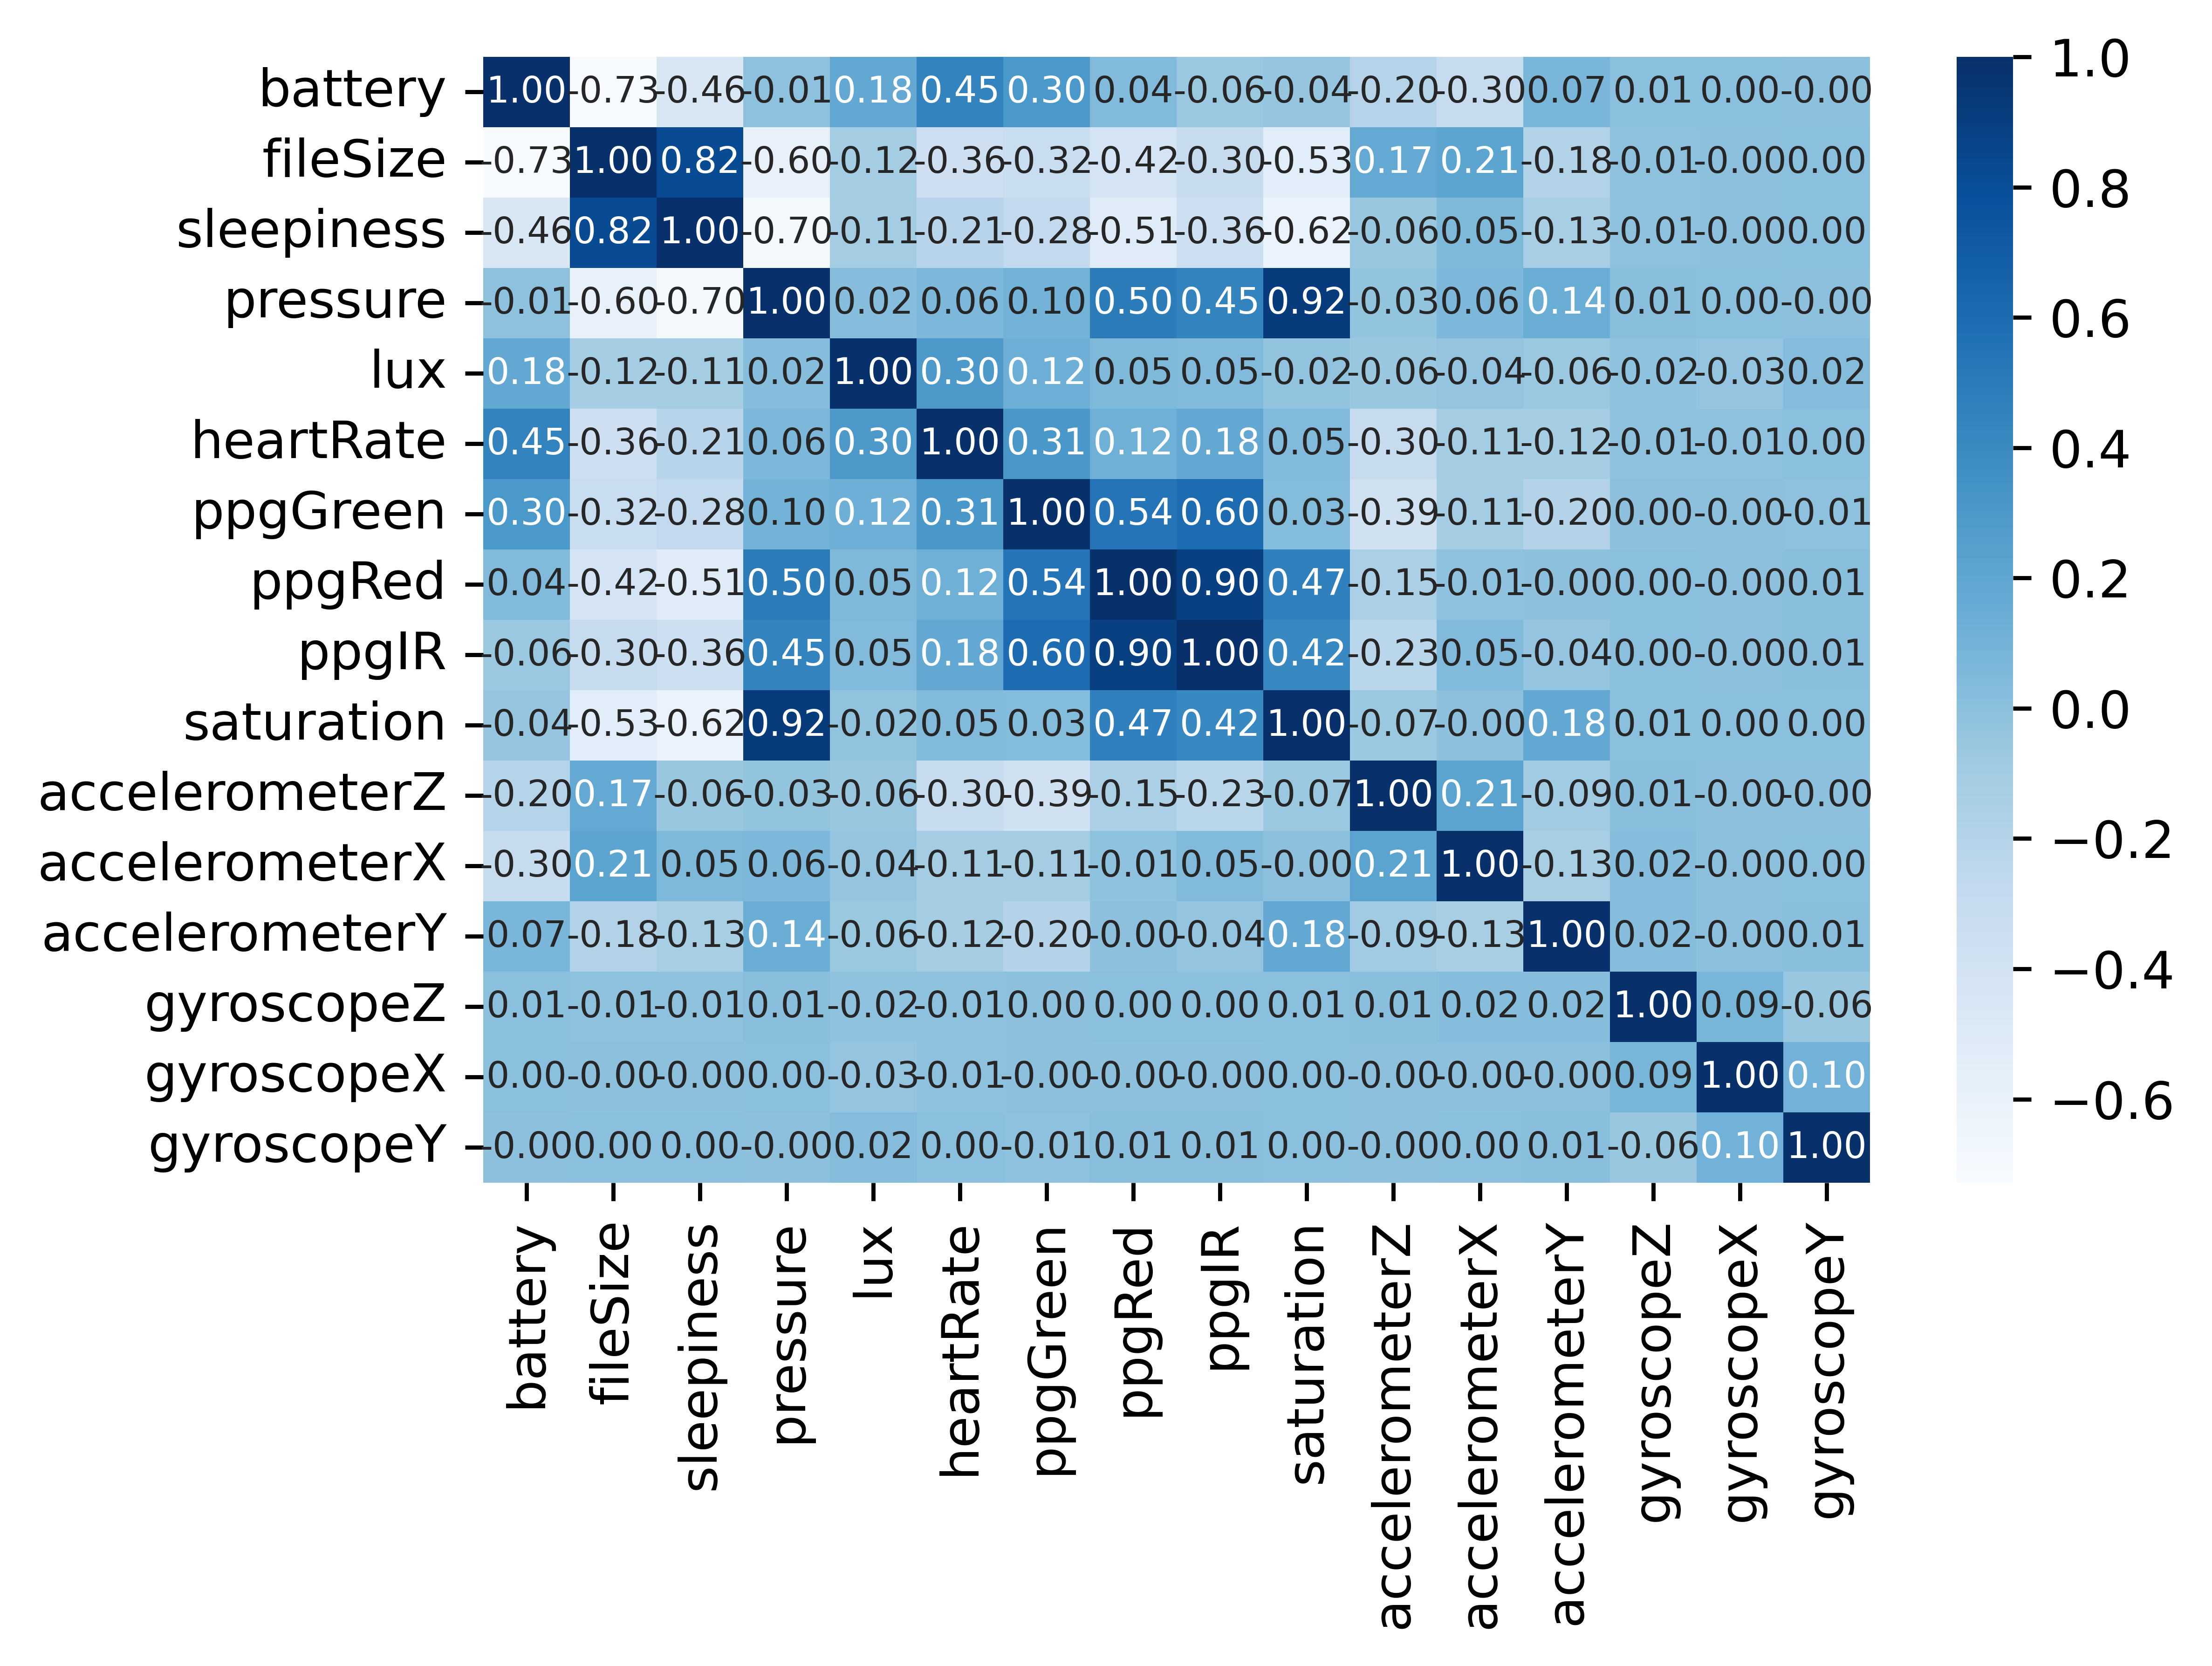 battery 1.00 -0.73 -0.46 -0.01 0.18 0.45 0.30 0.04 -0.06 -0.04 -0.20 -0.30 0.07 0.01 0.00 -0.00
fileSize -0.73 1.00 0.82 -0.60 -0.12 -0.36 -0.32 -0.42 -0.30 -0.53 0.17 0.21 -0.18 -0.01 -0.00 0.00
sleepiness -0.46 0.82 1.00 -0.70 -0.11 -0.21 -0.28 -0.51 -0.36 -0.62 -0.06 0.05 -0.13 -0.01 -0.00 0.00
pressure -0.01 -0.60 -0.70 1.00 0.02 0.06 0.10 0.50 0.45 0.92 -0.03 0.06 0.14 0.01 0.00 -0.00
lux 0.18 -0.12 -0.11 0.02 1.00 0.30 0.12 0.05 0.05 -0.02 -0.06 -0.04 -0.06 -0.02 -0.03 0.02
heartRate 0.45 -0.36 -0.21 0.06 0.30 1.00 0.31 0.12 0.18 0.05 -0.30 -0.11 -0.12 -0.01 -0.01 0.00
ppgGreen 0.30 -0.32 -0.28 0.10 0.12 0.31 1.00 0.54 0.60 0.03 -0.39 -0.11 -0.20 0.00 -0.00 -0.01
ppgRed 0.04 -0.42 -0.51 0.50 0.05 0.12 0.54 1.00 0.90 0.47 -0.15 -0.01 -0.00 0.00 -0.00 0.01
ppgIR -0.06 -0.30 -0.36 0.45 0.05 0.18 0.60 0.90 1.00 0.42 -0.23 0.05 -0.04 0.00 -0.00 0.01
saturation -0.04 -0.53 -0.62 0.92 -0.02 0.05 0.03 0.47 0.42 1.00 -0.07 -0.00 0.18 0.01 0.00 0.00
accelerometerZ -0.20 0.17 -0.06 -0.03 -0.06 -0.30 -0.39 -0.15 -0.23 -0.07 1.00 0.21 -0.09 0.01 -0.00 -0.00
accelerometerX -0.30 0.21 0.05 0.06 -0.04 -0.11 -0.11 -0.01 0.05 -0.00 0.21 1.00 -0.13 0.02 -0.00 0.00
accelerometerY 0.07 -0.18 -0.13 0.14 -0.06 -0.12 -0.20 -0.00 -0.04 0.18 -0.09 -0.13 1.00 0.02 -0.00 0.01
gyroscopeZ 0.01 -0.01 -0.01 0.01 -0.02 -0.01 0.00 0.00 0.00 0.01 0.01 0.02 0.02 1.00 0.09 -0.06
gyroscopeX 0.00 -0.00 -0.00 0.00 -0.03 -0.01 -0.00 -0.00 -0.00 0.00 -0.00 -0.00 -0.00 0.09 1.00 0.10
gyroscopeY -0.00 0.00 0.00 -0.00 0.02 0.00 -0.01 0.01 0.01 0.00 -0.00 0.00 0.01 -0.06 0.10 1.00
battery
fileSize
sleepiness
pressure
lux
heartRate
ppgGreen
ppgRed
ppgIR
saturation
accelerometerZ
accelerometerX
accelerometerY
gyroscopeZ
gyroscopeX
gyroscopeY
1.0
0.8
0.6
0.4
0.2
0.0
−0.2
−0.4
−0.6